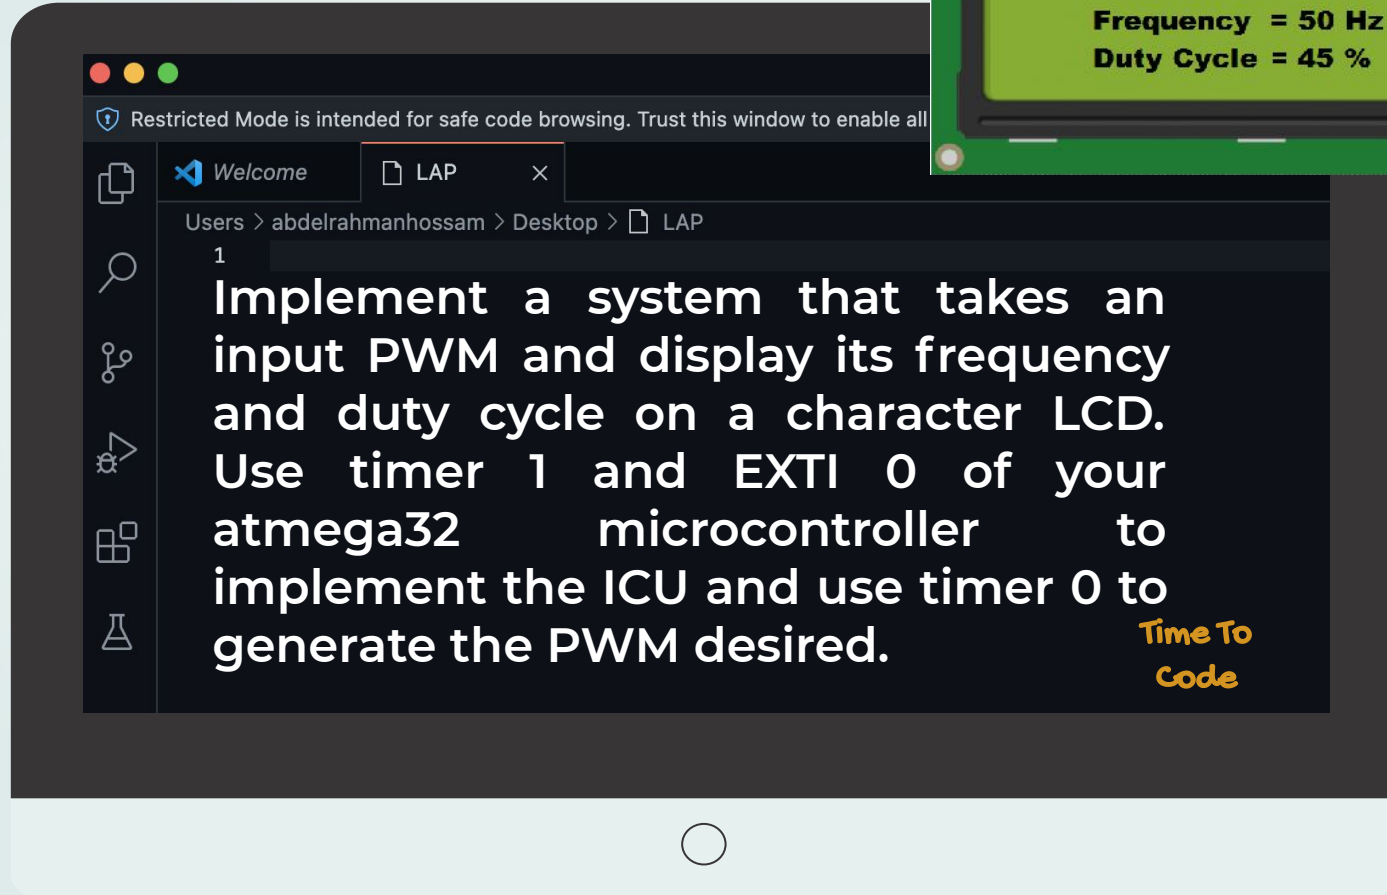 Frequency = 50 Hz
Duty Cycle = 45 %
Restricted Mode is intended for safe code browsing. Trust this window to enable all
Welcome
LAP
Users > abdelrahmanhossam > Desktop > LAP
1
Implement a system that takes an
input PWM and display its frequency
and duty cycle on a character LCD.
Use timer 1 and EXTI 0 of your
atmega32 microcontroller to
implement the ICU and use timer 0 to
generate the PWM desired.
Time To
Code